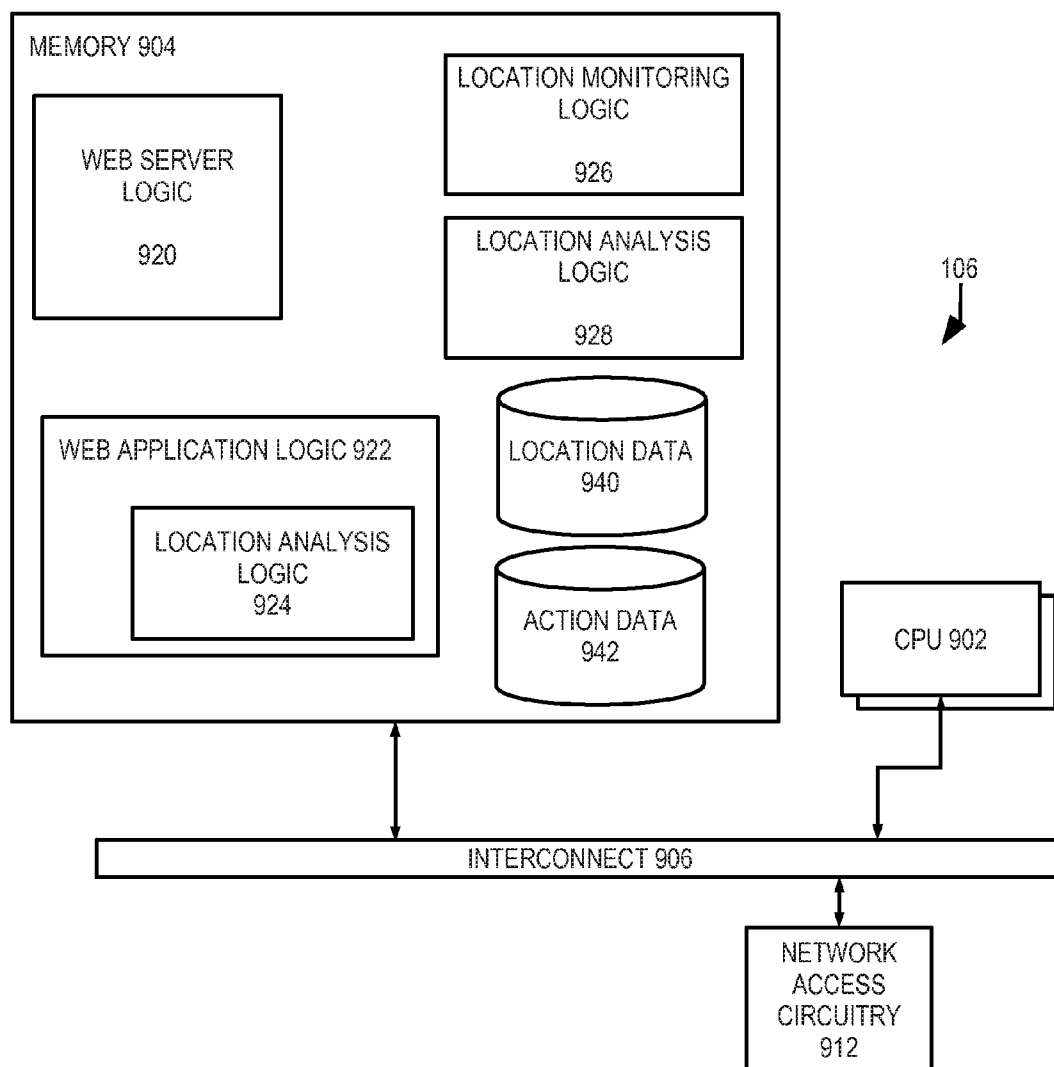 MEMORY 904
WEB SERVER
LOGIC
920
LOCATION MONITORING
LOGIC
926
LOCATION ANALYSIS
LOGIC
928
106
WEB APPLICATION LOGIC 922
LOCATION ANALYSIS
LOGIC
924
LOCATION DATA
940
ACTION DATA
942
CPU 902
INTERCONNECT 906
NETWORK
ACCESS
CIRCUITRY
912